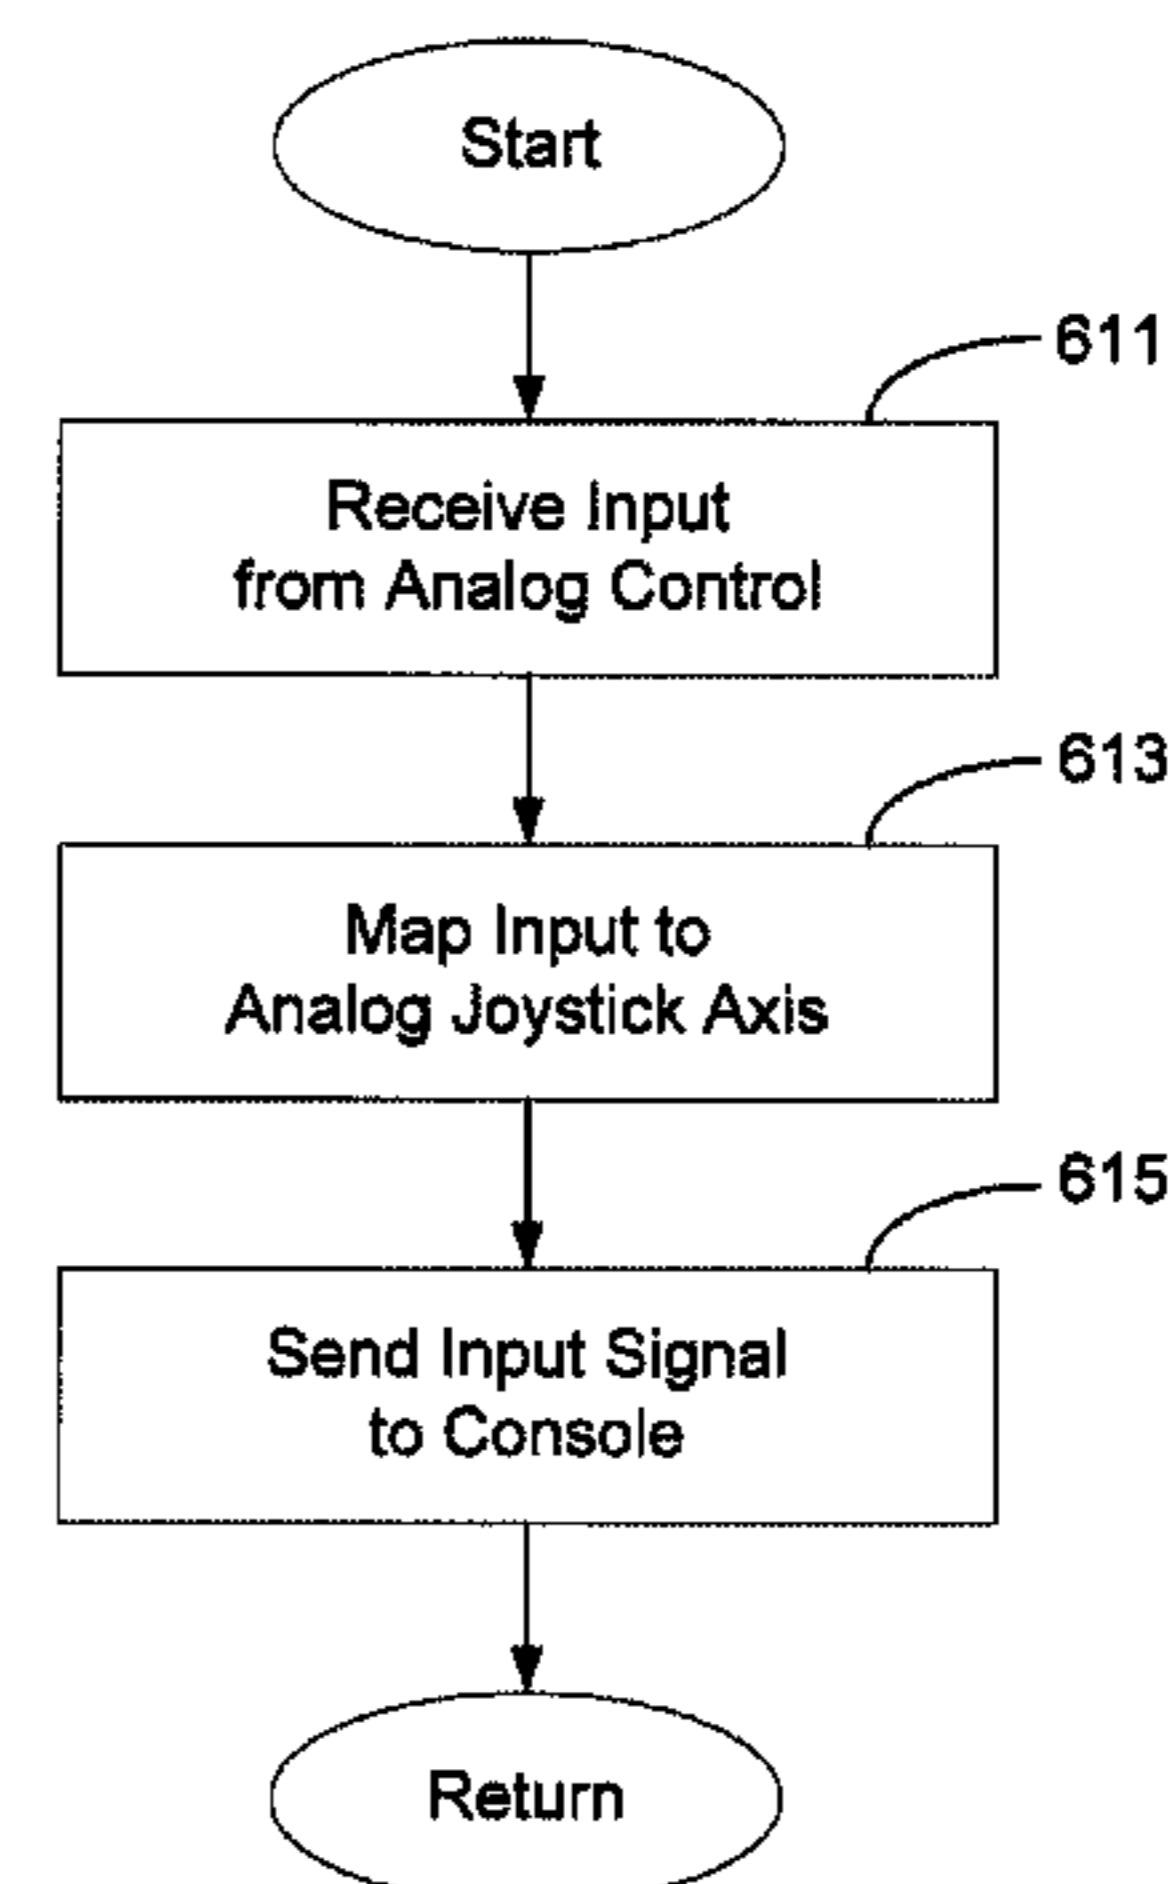 Start
611
Receive Input
from Analog Control
613
Map Input to
Analog Joystick Axis
615
Send Input Signal
to Console
Return